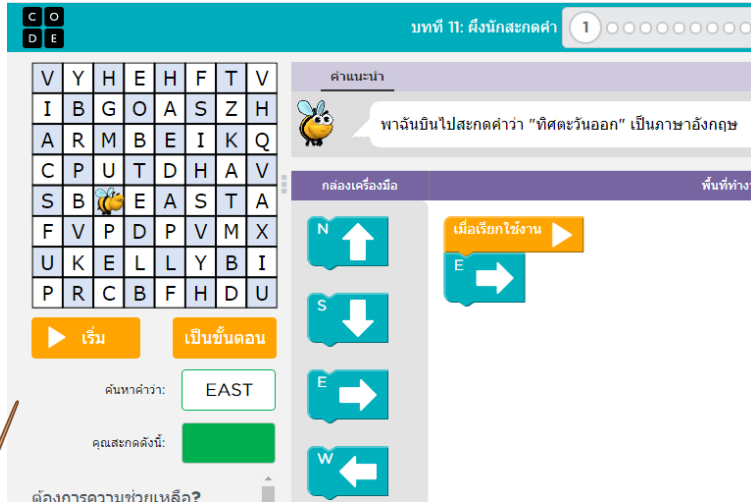 C O
D E
บทที่ 11: ผึ้งนักสะกดคำ 1
V Y H E H F T V
I B G O A S Z H
A R M B E I K Q
C P U T D H A V
S B E A S T A
F V P D P V M X
U K E L L Y B I
P R C B F H D U
คำแนะนำ
พาฉันบินไปสะกดคำว่า "ทิศตะวันออก" เป็นภาษาอังกฤษ
กล่องเครื่องมือ
พื้นที่ทำงา
N
S
E
W
เมื่อเรียกใช้งาน
E
เริ่ม
เป็นขั้นตอน
ค้นหาคำว่า: EAST
คุณสะกดดังนี้:
ต้องการความช่วยเหลือ?